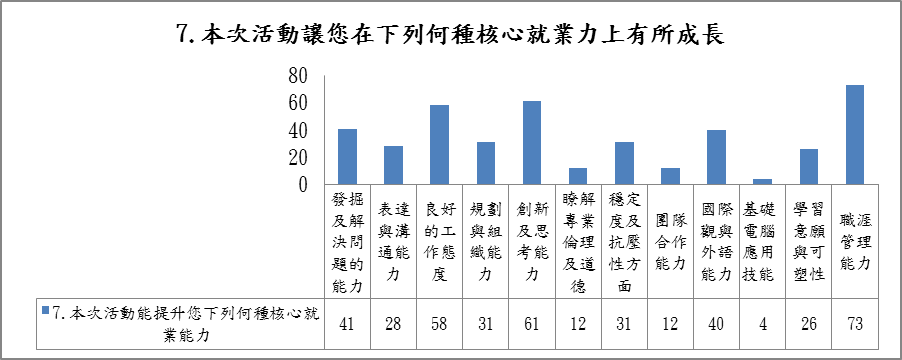 7.本次活動讓您在下列何種核心就業力上有所成長
80
60
40
20
0
發掘
及解
決問
題的
能力
表達
與溝
通能
力
良好
的工
作態
度
規劃
與組
織能
力
創新
及思
考能
力
瞭解
專業
倫理
及道
德
穩定
度及
抗壓
性方
面
團隊
合作
能力
國際
觀與
外語
能力
基礎
電腦
應用
技能
學習
意願
與可
塑性
職涯
管理
能力
7.本次活動能提升您下列何種核心就
業能力
41 28 58 31 61 12 31 12 40 4 26 73